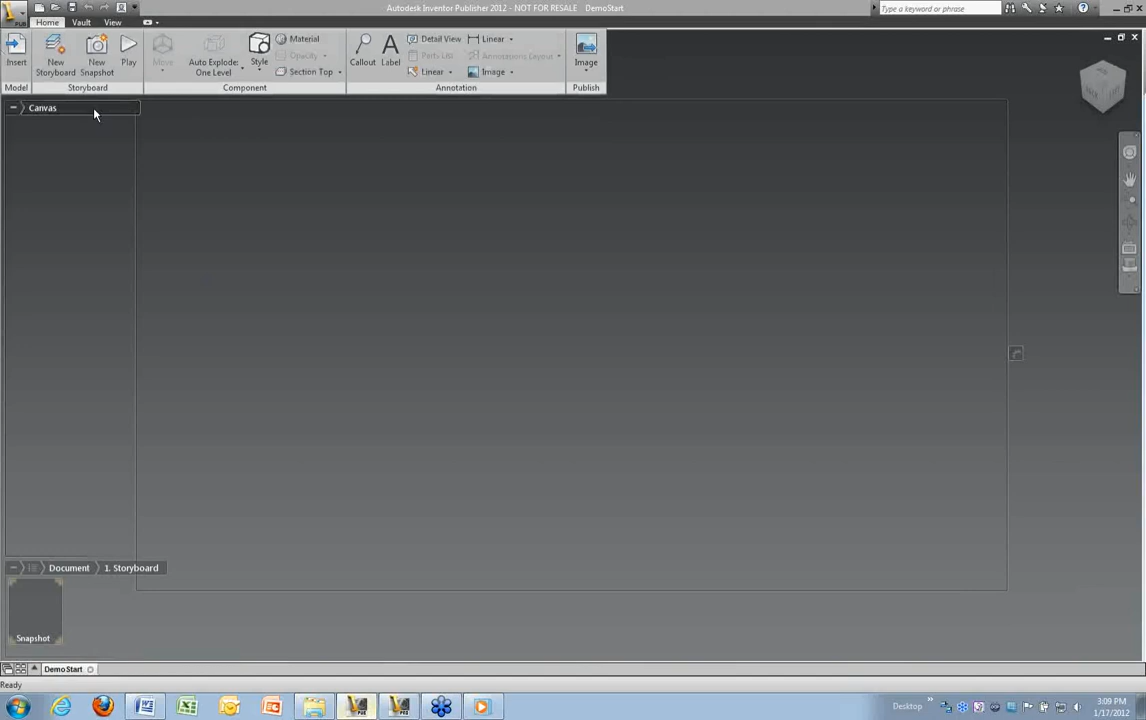 Autodesk Inventor Publisher 2012 - NOT FOR RESALE    DemoStart
Type a keyword or phrase
PUB
Home Vault View
Insert
New Storyboard
New Snapshot
Play
Move
Auto Explode: One Level
Style
Material
Opacity
Section Top
Callout
Label
Detail View
Parts List
Linear
Linear
Annotations Layout
Image
Image
Model Storyboard Component Annotation Publish
Canvas
Document 1. Storyboard
Snapshot
DemoStart
Ready
Desktop
3:09 PM
1/17/2012